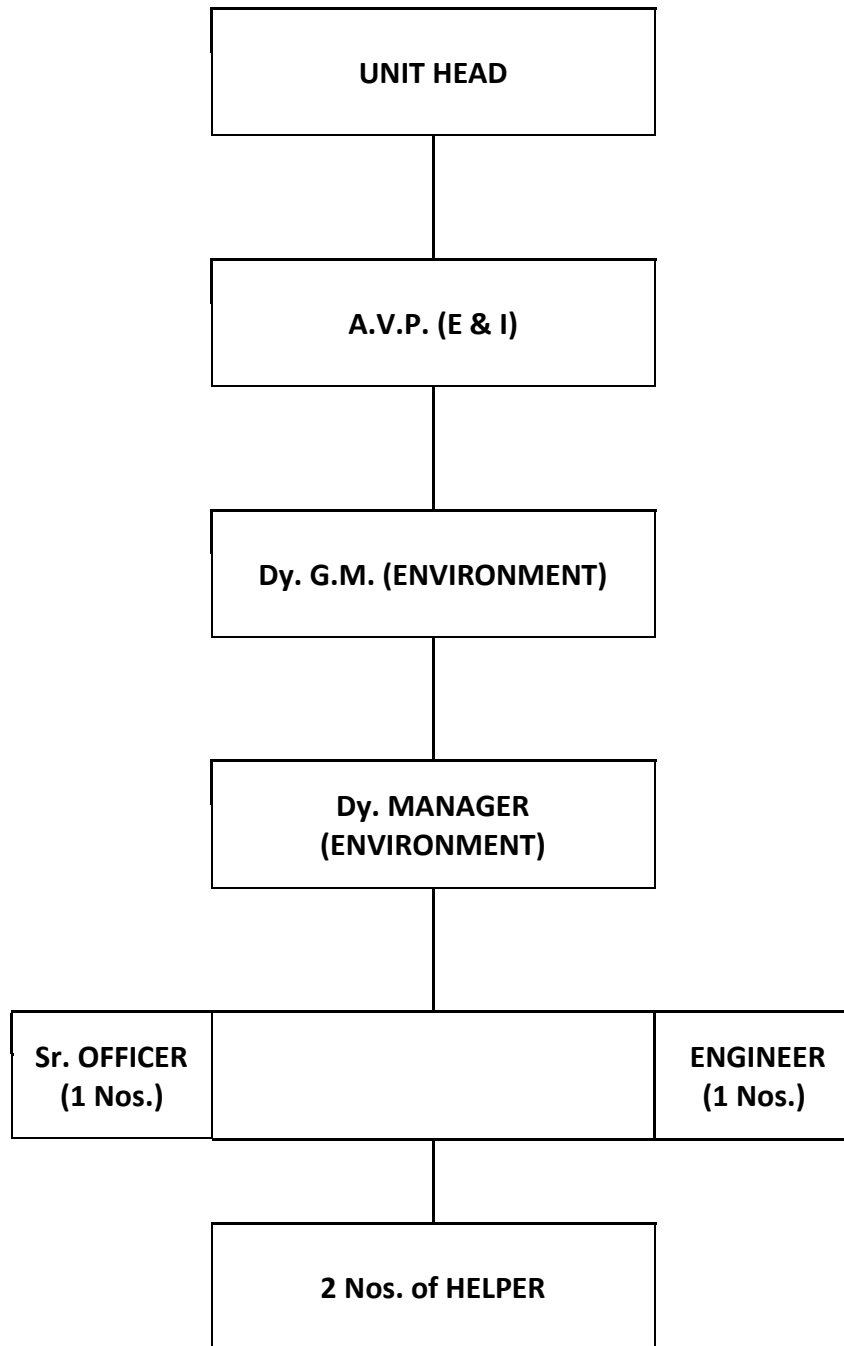 UNIT HEAD
A.V.P. (E & I)
Dy. G.M. (ENVIRONMENT)
Dy. MANAGER
(ENVIRONMENT)
Sr. OFFICER
(1 Nos.)
ENGINEER
(1 Nos.)
2 Nos. of HELPER